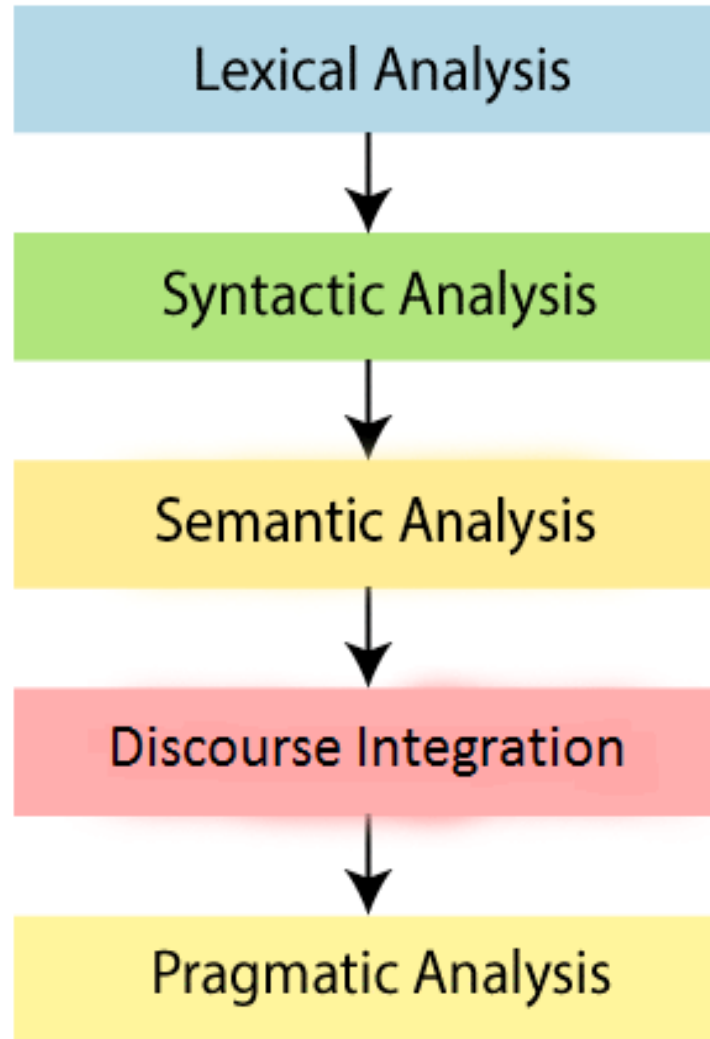 Lexical Analysis
Syntactic Analysis
Semantic Analysis
Discourse Integration
Pragmatic Analysis